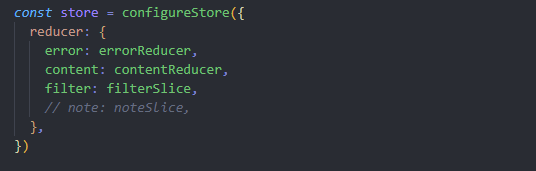 const store = configureStore({
  reducer: {
    error: errorReducer,
    content: contentReducer,
    filter: filterSlice,
    // note: noteSlice,
  },
})